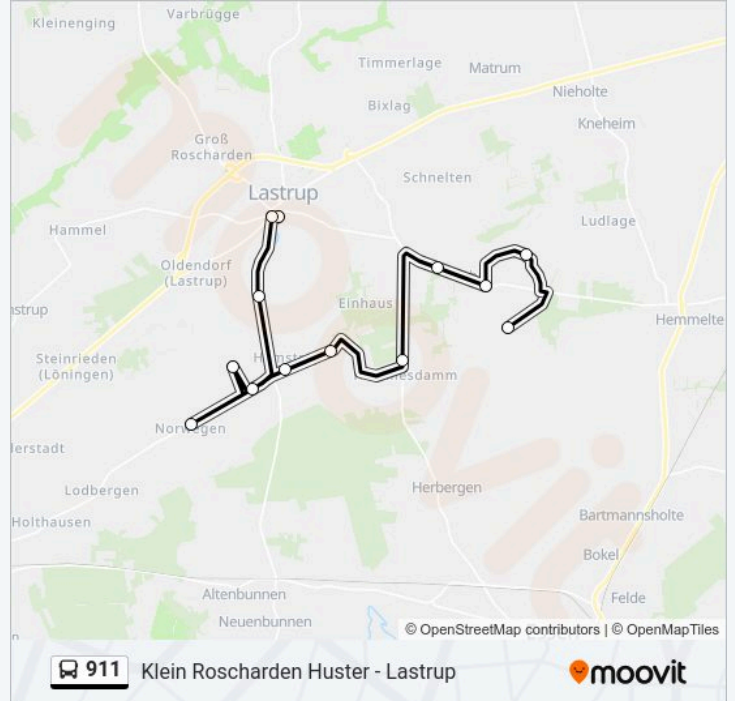 Kleinenging
Varbrügge
Timmerlage
Matrum
Nieholte
Bixlag
Kneheim
Groß
Roscharden
Schnelten
Lastrup
Ludlage
Hammel
Oldendorf
(Lastrup)
nstrup
Einhaus
Hemmelte
Steinrieden
(Löningen)
Norwegen
lerstadt
Lodbergen
Herbergen
Holthausen
Bartmannsholte
Bokel
Altenbunnen
Felde
Neuenbunnen
n
© OpenStreetMap contributors | © OpenMapTiles
911 Klein Roscharden Huster - Lastrup
moovit